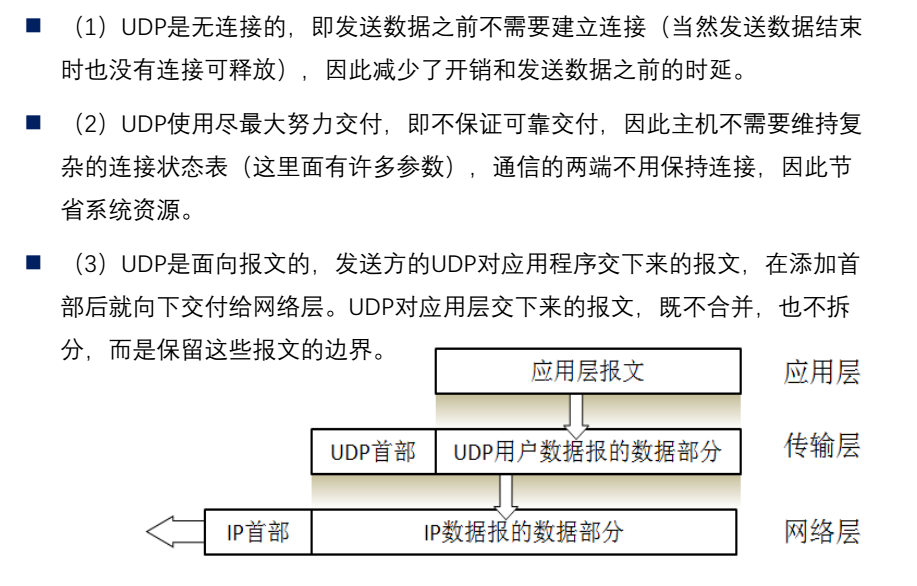 （1）UDP是无连接的，即发送数据之前不需要建立连接（当然发送数据结束
时也没有连接可释放），因此减少了开销和发送数据之前的时延。
（2）UDP使用尽最大努力交付，即不保证可靠交付，因此主机不需要维持复
杂的连接状态表（这里面有许多参数），通信的两端不用保持连接，因此节
省系统资源。
（3）UDP是面向报文的，发送方的UDP对应用程序交下来的报文，在添加首
部后就向下交付给网络层。UDP对应用层交下来的报文，既不合并，也不拆
分，而是保留这些报文的边界。
应用层报文 应用层
UDP首部 UDP用户数据报的数据部分 传输层
IP首部 IP数据报的数据部分 网络层